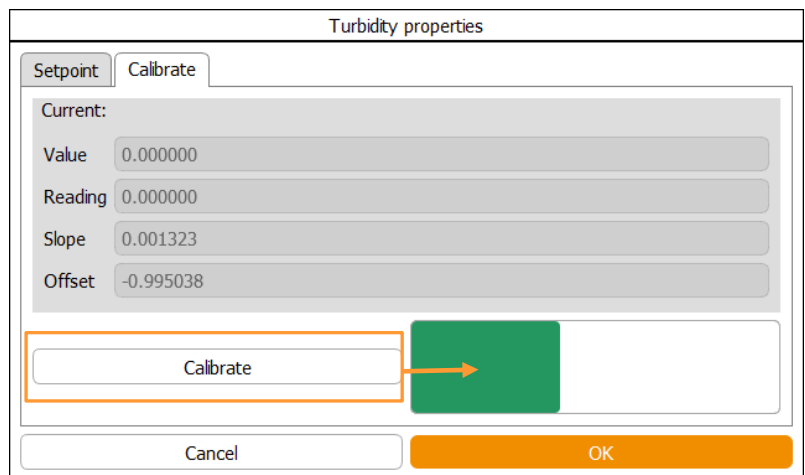 Turbidity properties
Setpoint Calibrate
Current:
Value 0.000000
Reading 0.000000
Slope 0.001323
Offset -0.995038
Calibrate
Cancel OK